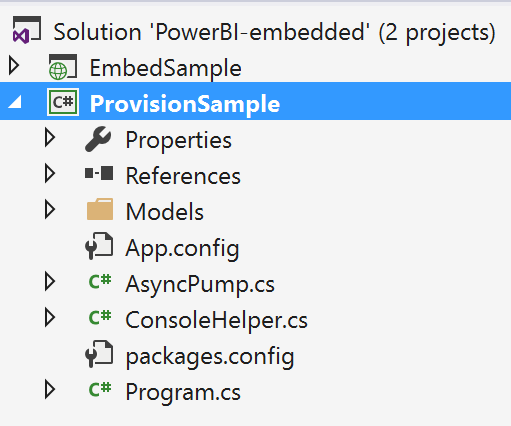 Solution 'PowerBI-embedded' (2 projects)
EmbedSample
C# ProvisionSample
Properties
References
Models
App.config
C# AsyncPump.cs
C# ConsoleHelper.cs
packages.config
C# Program.cs